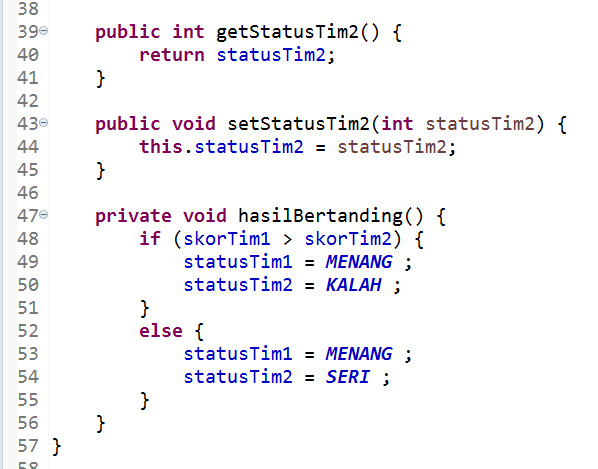 38
39 public int getStatusTim2() {
40 return statusTim2;
41 }
42
43 public void setStatusTim2(int statusTim2) {
44 this.statusTim2 = statusTim2;
45 }
46
47 private void hasilBertanding() {
48 if (skorTim1 > skorTim2) {
49 statusTim1 = MENANG ;
50 statusTim2 = KALAH ;
51 }
52 else {
53 statusTim1 = MENANG ;
54 statusTim2 = SERI ;
55 }
56 }
57 }
58